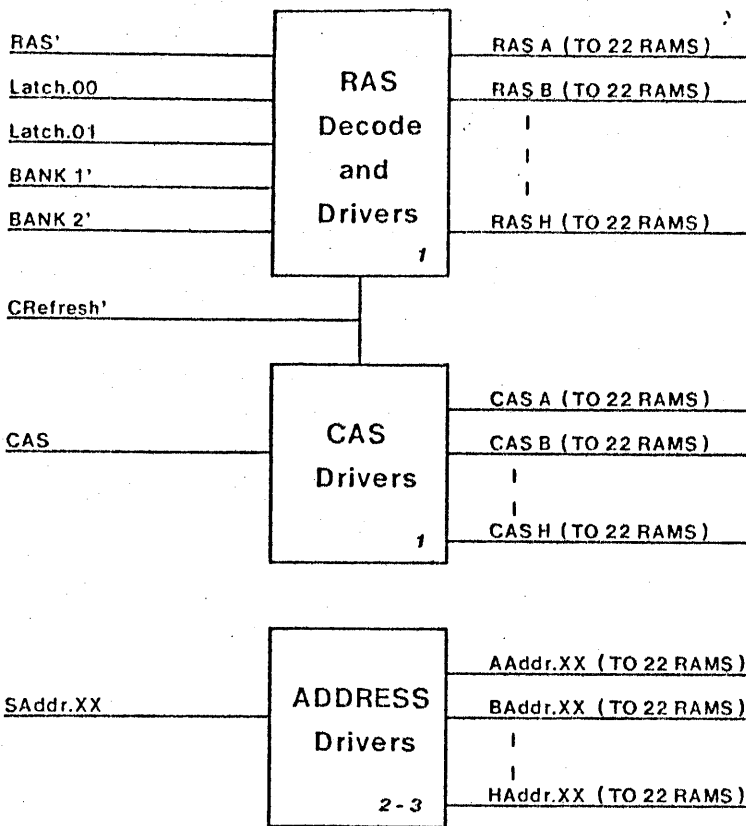 RAS'
Latch.00
Latch.01
BANK 1'
BANK 2'
RAS
Decode
and
Drivers
1
RAS A (TO 22 RAMS)
RAS B (TO 22 RAMS)
RAS H (TO 22 RAMS)
CRefresh'
CAS
CAS
Drivers
1
CAS A (TO 22 RAMS)
CAS B (TO 22 RAMS)
CAS H (TO 22 RAMS)
SAddr.XX
ADDRESS
Drivers
2-3
AAddr.XX (TO 22 RAMS)
BAddr.XX (TO 22 RAMS)
HAddr.XX (TO 22 RAMS)